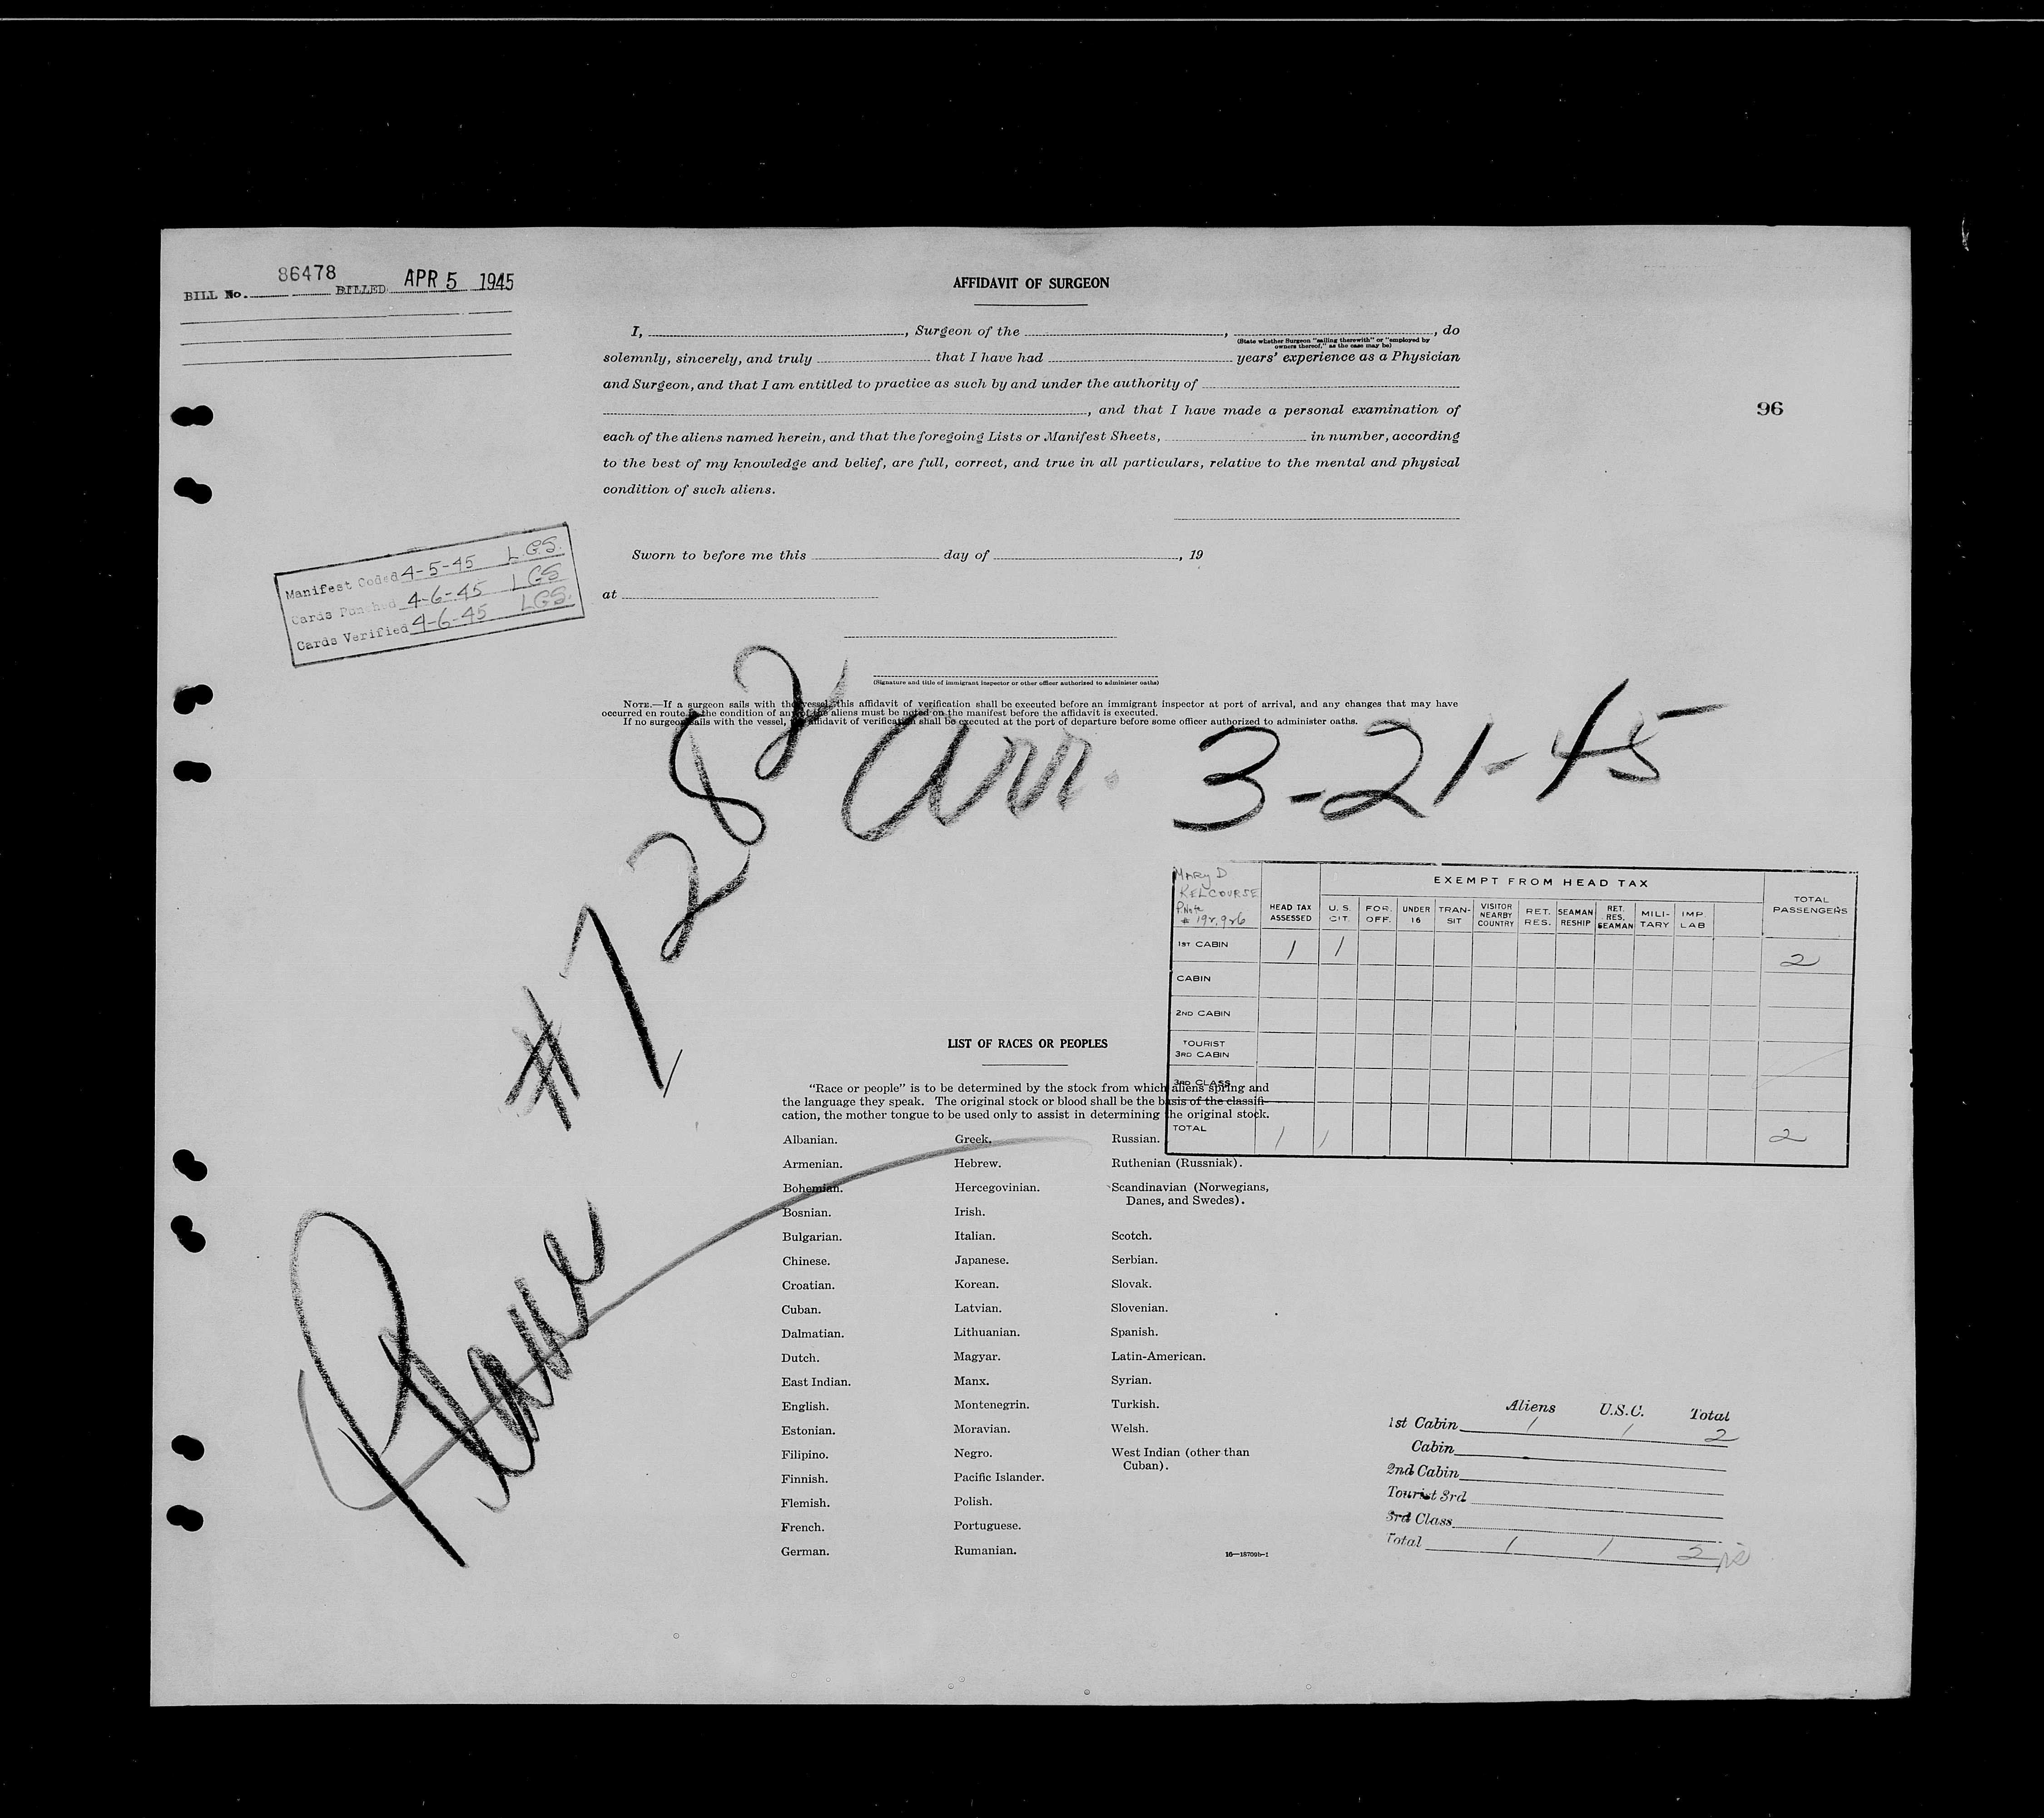 BILL No. 86478 BILLED APR 5 1945
AFFIDAVIT OF SURGEON
I, , Surgeon of the , , do
(State whether Surgeon "sailing therewith" or "employed by
owners thereof," as the case may be)
solemnly, sincerely, and truly that I have had years' experience as a Physician
and Surgeon, and that I am entitled to practice as such by and under the authority of
, and that I have made a personal examination of
96
each of the aliens named herein, and that the foregoing Lists or Manifest Sheets, in number, according
to the best of my knowledge and belief, are full, correct, and true in all particulars, relative to the mental and physical
condition of such aliens.
Sworn to before me this day of , 19
at
Manifest Coded 4-5-45 L.G.S.
Cards Punched 4-6-45 LGS
Cards Verified 4-6-45 LGS.
(Signature and title of immigrant inspector or other officer authorized to administer oaths)
NOTE.—If a surgeon sails with the vessel, this affidavit of verification shall be executed before an immigrant inspector at port of arrival, and any changes that may have
occurred en route in the condition of any of the aliens must be noted on the manifest before the affidavit is executed.
If no surgeon sails with the vessel, the affidavit of verification shall be executed at the port of departure before some officer authorized to administer oaths.
Arr. 3-21-45
#7282
Plane
MARY D
KELCOURSE
P. Note
EXEMPT FROM HEAD TAX
HEAD TAX ASSESSED
U. S. CIT.
FOR. OFF.
UNDER 16
TRANSIT
VISITOR NEARBY COUNTRY
RET. RES.
SEAMANRESHIP
RET. RES. SEAMAN
MILITARY
IMP. LAB
TOTAL PASSENGERS
1ST CABIN 1 1 2
CABIN
2ND CABIN
TOURIST
3RD CABIN
3RD CLASS
TOTAL 1 1 2
LIST OF RACES OR PEOPLES
"Race or people" is to be determined by the stock from which aliens spring and
the language they speak. The original stock or blood shall be the basis of the classifi-
cation, the mother tongue to be used only to assist in determining the original stock.
Albanian.
Armenian.
Bohemian.
Bosnian.
Bulgarian.
Chinese.
Croatian.
Cuban.
Dalmatian.
Dutch.
East Indian.
English.
Estonian.
Filipino.
Finnish.
Flemish.
French.
German.
Greek.
Hebrew.
Hercegovinian.
Irish.
Italian.
Japanese.
Korean.
Latvian.
Lithuanian.
Magyar.
Manx.
Montenegrin.
Moravian.
Negro.
Pacific Islander.
Polish.
Portuguese.
Rumanian.
Russian.
Ruthenian (Russniak).
Scandinavian (Norwegians,
Danes, and Swedes).
Scotch.
Serbian.
Slovak.
Slovenian.
Spanish.
Latin-American.
Syrian.
Turkish.
Welsh.
West Indian (other than
Cuban).
16—18709b-1
Aliens U.S.C. Total
1st Cabin 1 1 2
Cabin
2nd Cabin
Tourist 3rd
3rd Class
Total 1 1 2